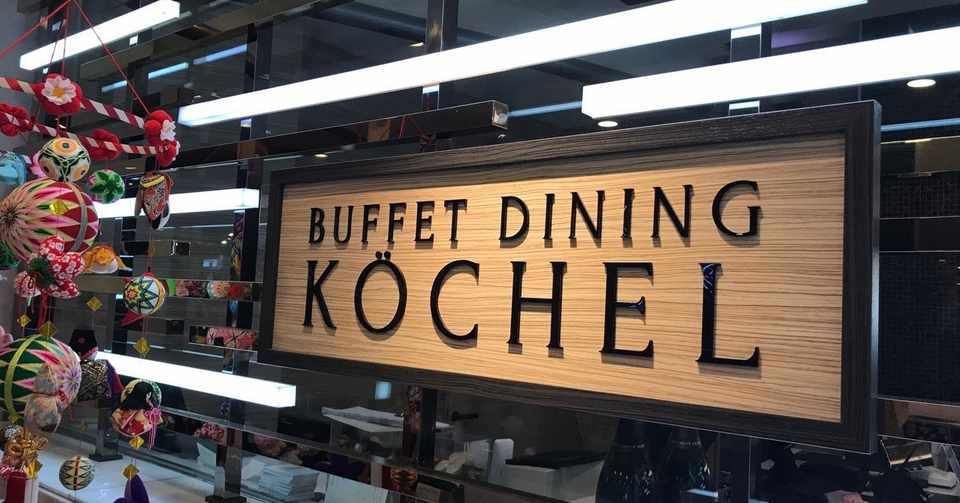 BUFFET DINING
KÖCHEL